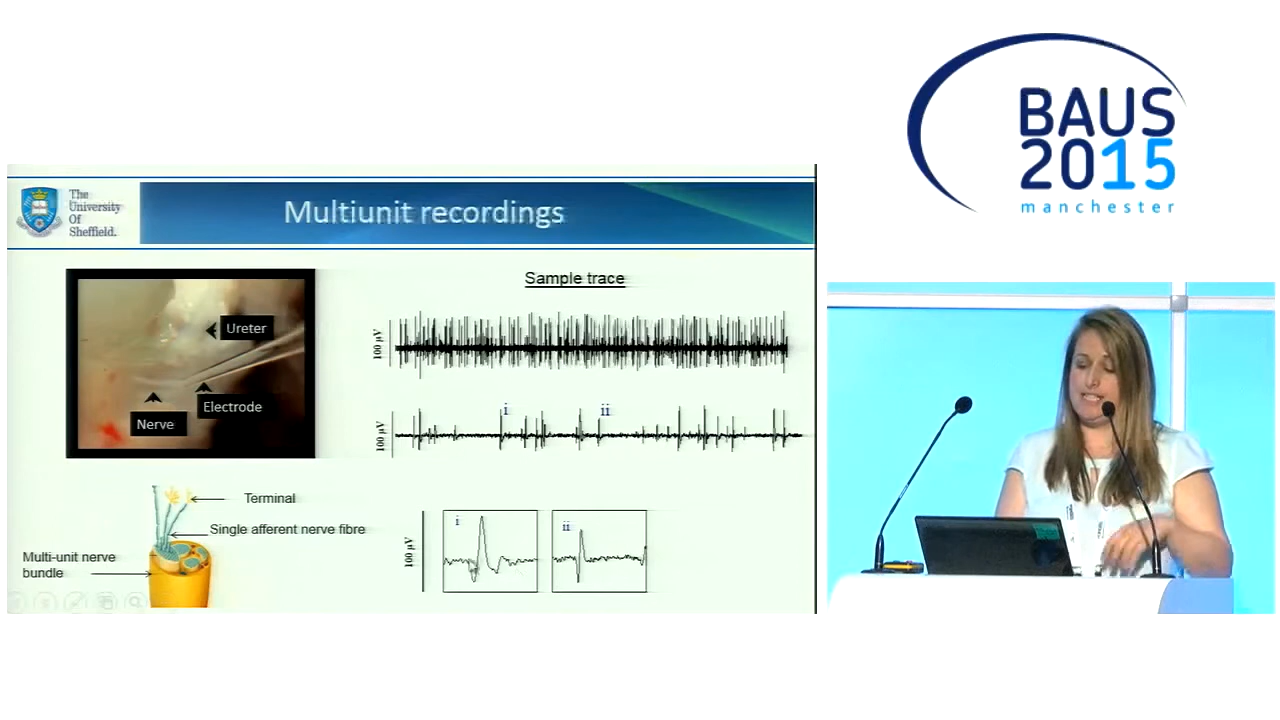 BAUS
2015
manchester
The
University
Of
Sheffield.
Multiunit recordings
Sample trace
Ureter
Electrode
Nerve
100 µV
100 µV
i
ii
Terminal
Single afferent nerve fibre
Multi-unit nerve
bundle
100 µV
i
ii